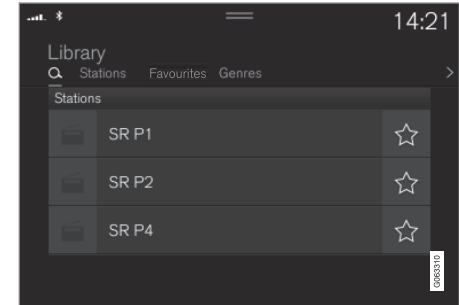 14:21
Library
Stations Favourites Genres
Stations
SR P1
SR P2
SR P4
G063310